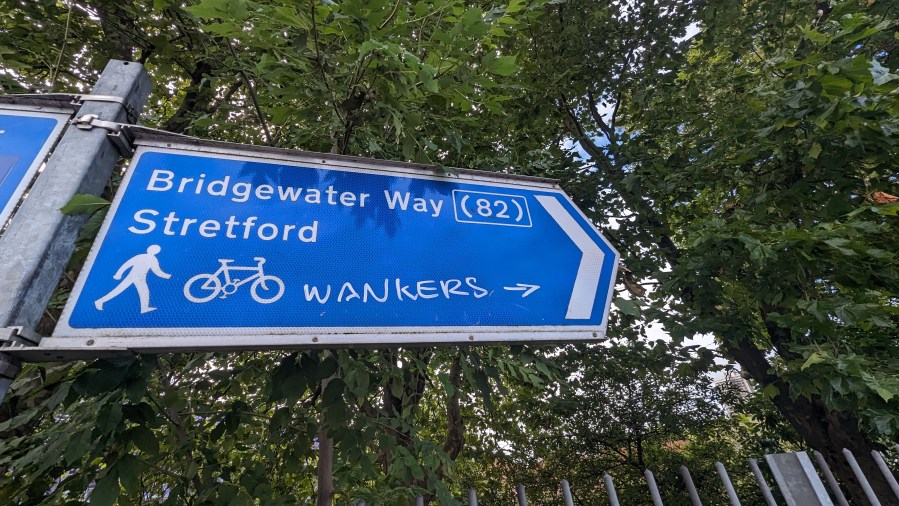 Bridgewater Way (82)
Stretford
WANKERS →